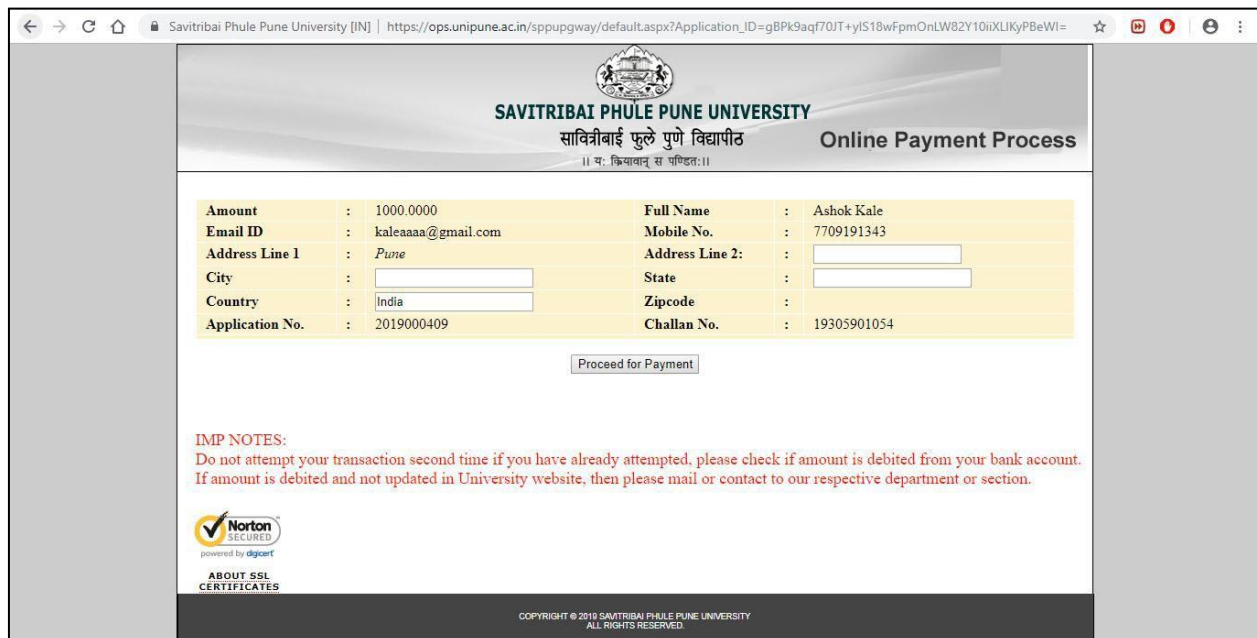 Savitribai Phule Pune University [IN] | https://ops.unipune.ac.in/sppupgway/default.aspx?Application_ID=gBPk9aqf70JT+ylS18wFpmOnLW82Y10iiXLIKyPBeWI=
SAVITRIBAI PHULE PUNE UNIVERSITY
सावित्रीबाई फुले पुणे विद्यापीठ
Online Payment Process
।। यः क्रियावान् स पण्डितः।।
Amount : 1000.0000 Full Name : Ashok Kale
Email ID : kaleaaaa@gmail.com Mobile No. : 7709191343
Address Line 1 : Pune Address Line 2: :
City : State :
Country : India Zipcode :
Application No. : 2019000409 Challan No. : 19305901054
Proceed for Payment
IMP NOTES:
Do not attempt your transaction second time if you have already attempted, please check if amount is debited from your bank account.
If amount is debited and not updated in University website, then please mail or contact to our respective department or section.
Norton
SECURED
powered by digicert
ABOUT SSL
CERTIFICATES
COPYRIGHT © 2019 SAVITRIBAI PHULE PUNE UNIVERSITY
ALL RIGHTS RESERVED.